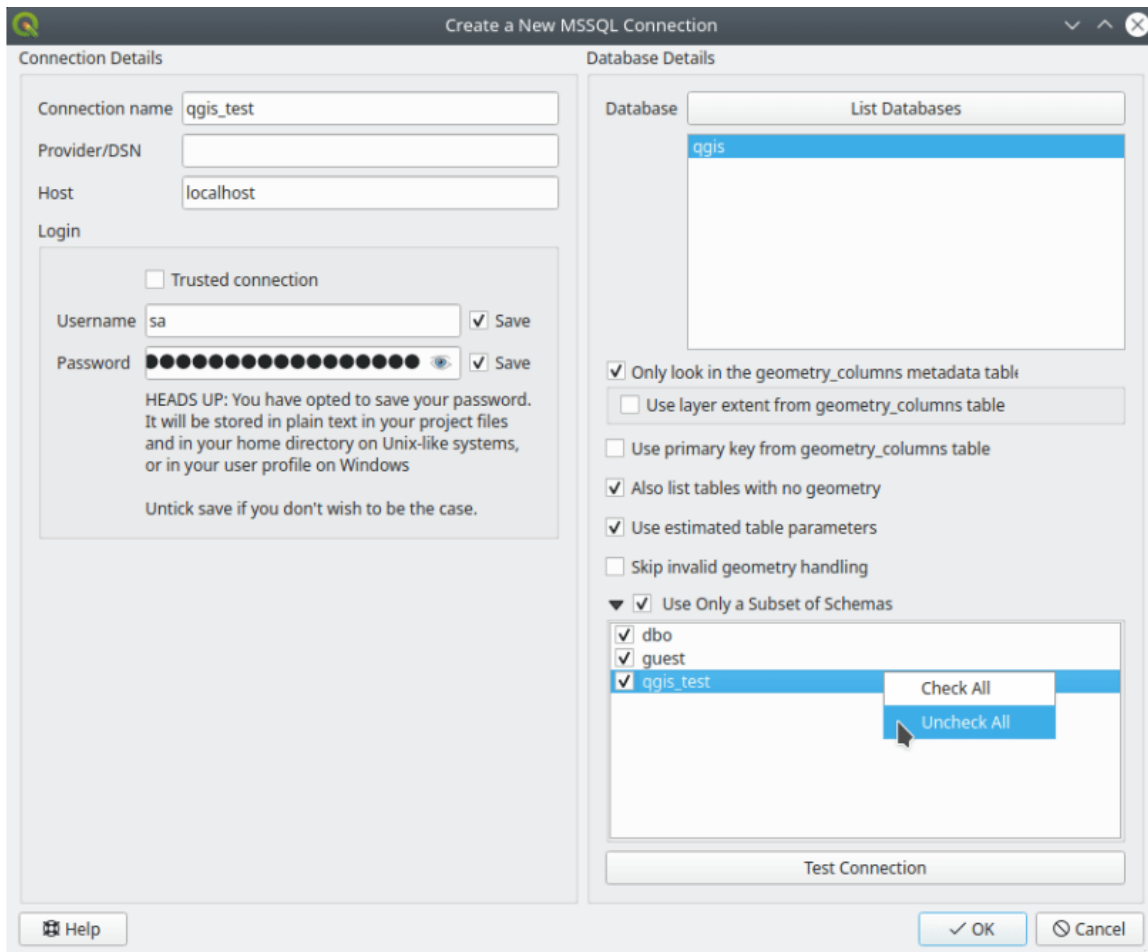 Create a New MSSQL Connection
Connection Details
Connection name qgis_test
Provider/DSN
Host localhost
Login
Trusted connection
Username sa Save
Password Save
HEADS UP: You have opted to save your password.
It will be stored in plain text in your project files
and in your home directory on Unix-like systems,
or in your user profile on Windows
Untick save if you don't wish to be the case.
Database Details
Database List Databases
qgis
Only look in the geometry_columns metadata table
Use layer extent from geometry_columns table
Use primary key from geometry_columns table
Also list tables with no geometry
Use estimated table parameters
Skip invalid geometry handling
Use Only a Subset of Schemas
dbo
guest
qgis_test
Check All
Uncheck All
Test Connection
Help
OK
Cancel